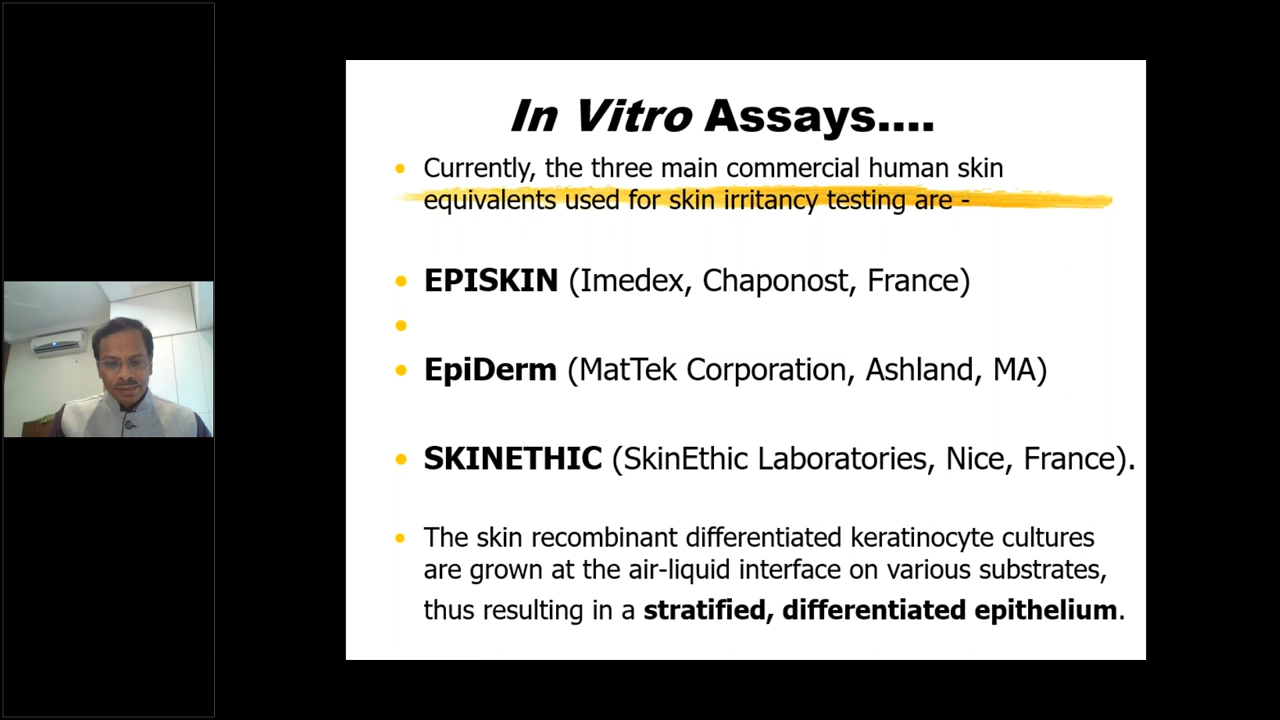 In Vitro Assays....
Currently, the three main commercial human skin
equivalents used for skin irritancy testing are -
EPISKIN (Imedex, Chaponost, France)
EpiDerm (MatTek Corporation, Ashland, MA)
SKINETHIC (SkinEthic Laboratories, Nice, France).
The skin recombinant differentiated keratinocyte cultures
are grown at the air-liquid interface on various substrates,
thus resulting in a stratified, differentiated epithelium.